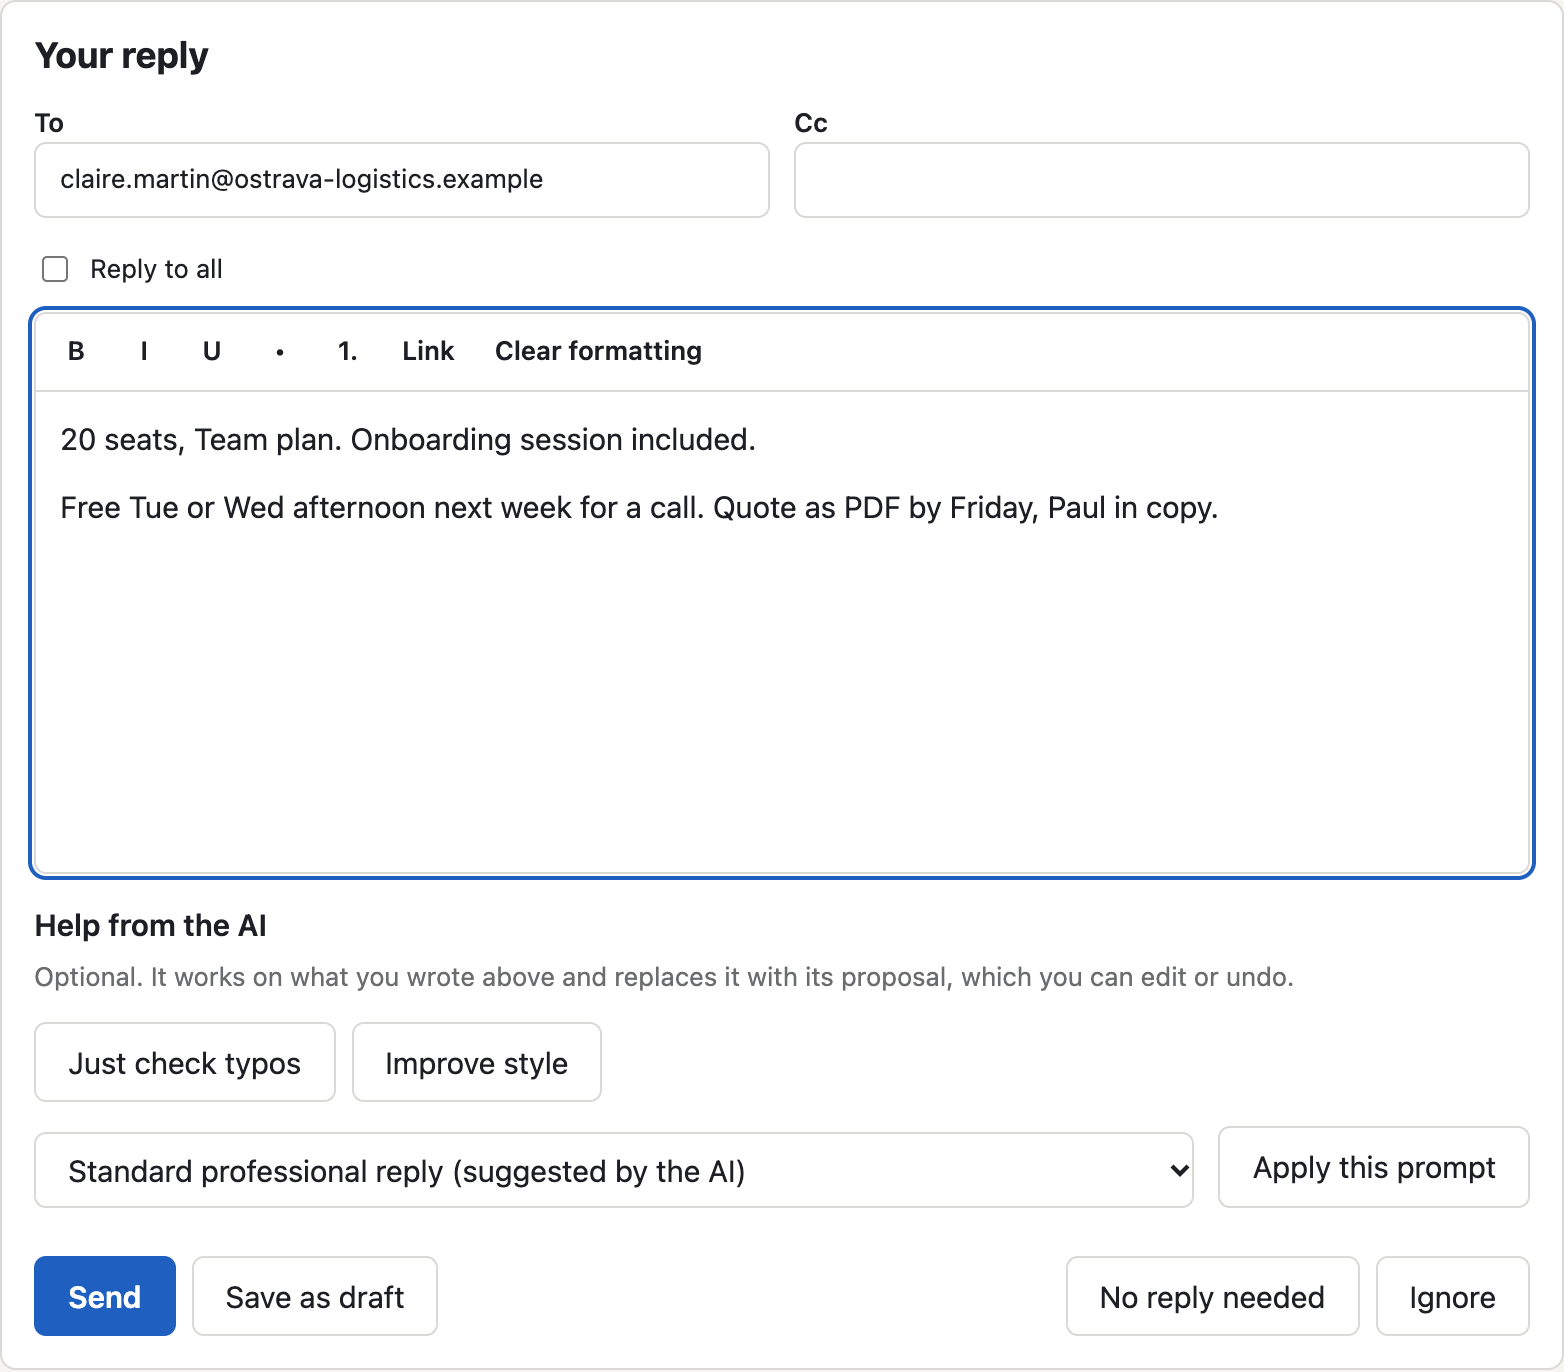 Your reply
To
Cc
claire.martin@ostrava-logistics.example
Reply to all
B I U • 1. Link Clear formatting
20 seats, Team plan. Onboarding session included.
Free Tue or Wed afternoon next week for a call. Quote as PDF by Friday, Paul in copy.
Help from the AI
Optional. It works on what you wrote above and replaces it with its proposal, which you can edit or undo.
Just check typos
Improve style
Standard professional reply (suggested by the AI)
Apply this prompt
Send
Save as draft
No reply needed
Ignore